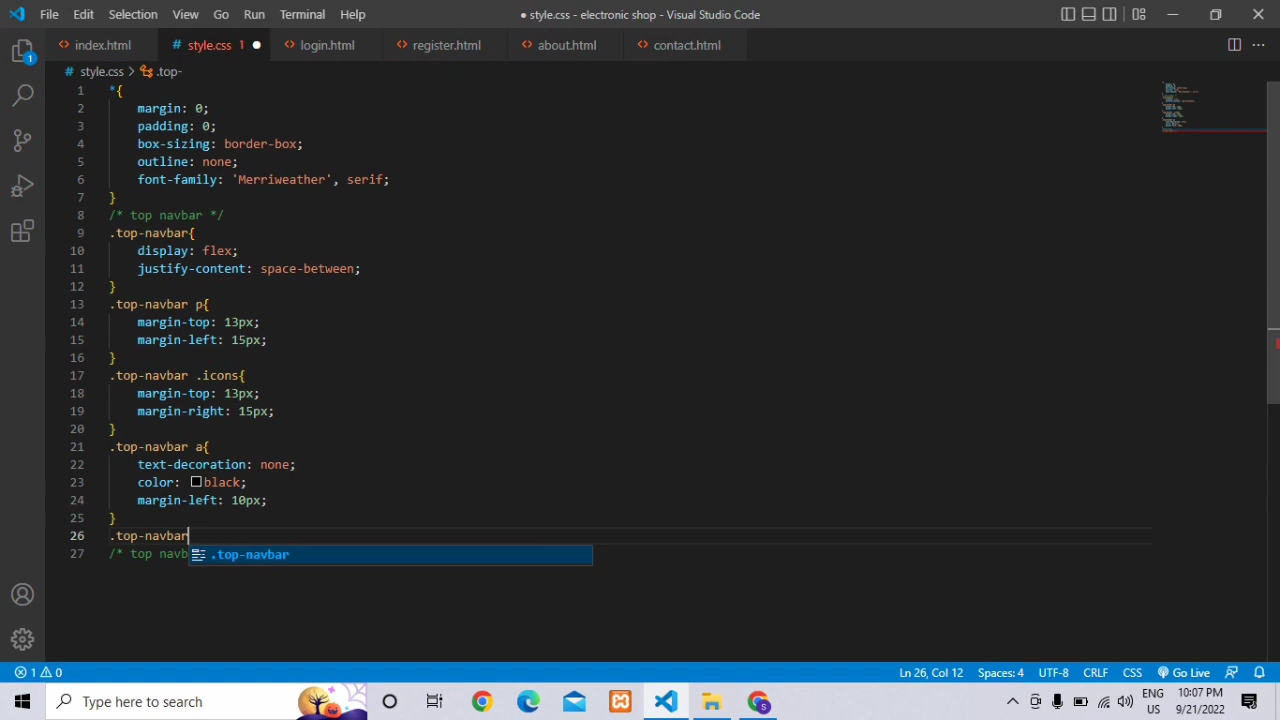 File Edit Selection View Go Run Terminal Help
● style.css - electronic shop - Visual Studio Code
<> index.html # style.css 1 ● <> login.html <> register.html <> about.html <> contact.html ···
# style.css > .top-
1 *{
2 margin: 0;
3 padding: 0;
4 box-sizing: border-box;
5 outline: none;
6 font-family: 'Merriweather', serif;
7 }
8 /* top navbar */
9 .top-navbar{
10 display: flex;
11 justify-content: space-between;
12 }
13 .top-navbar p{
14 margin-top: 13px;
15 margin-left: 15px;
16 }
17 .top-navbar .icons{
18 margin-top: 13px;
19 margin-right: 15px;
20 }
21 .top-navbar a{
22 text-decoration: none;
23 color: black;
24 margin-left: 10px;
25 }
26 .top-navbar
27 /* top navb .top-navbar
1
1 0 Ln 26, Col 12 Spaces: 4 UTF-8 CRLF CSS Go Live
Type here to search
S
ENG US
10:07 PM
9/21/2022